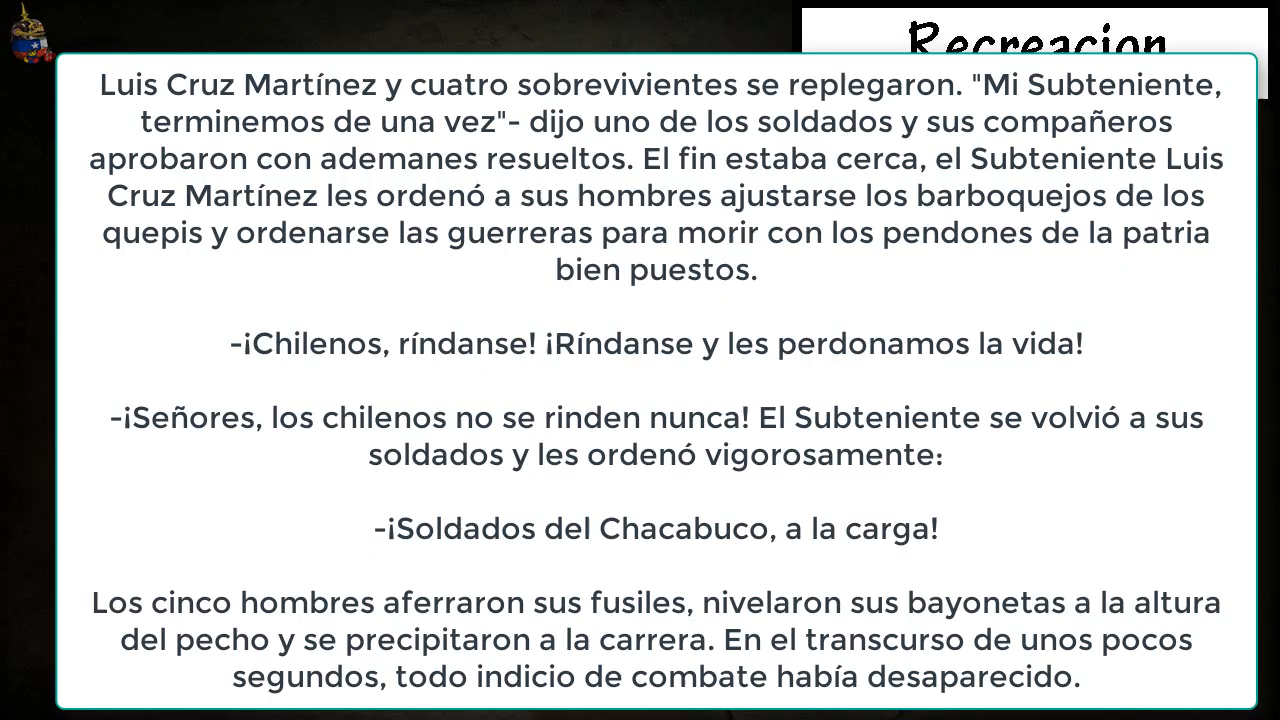 Recreacion
Luis Cruz Martínez y cuatro sobrevivientes se replegaron. "Mi Subteniente,
terminemos de una vez"- dijo uno de los soldados y sus compañeros
aprobaron con ademanes resueltos. El fin estaba cerca, el Subteniente Luis
Cruz Martínez les ordenó a sus hombres ajustarse los barboquejos de los
quepis y ordenarse las guerreras para morir con los pendones de la patria
bien puestos.
-¡Chilenos, ríndanse! ¡Ríndanse y les perdonamos la vida!
-¡Señores, los chilenos no se rinden nunca! El Subteniente se volvió a sus
soldados y les ordenó vigorosamente:
-¡Soldados del Chacabuco, a la carga!
Los cinco hombres aferraron sus fusiles, nivelaron sus bayonetas a la altura
del pecho y se precipitaron a la carrera. En el transcurso de unos pocos
segundos, todo indicio de combate había desaparecido.